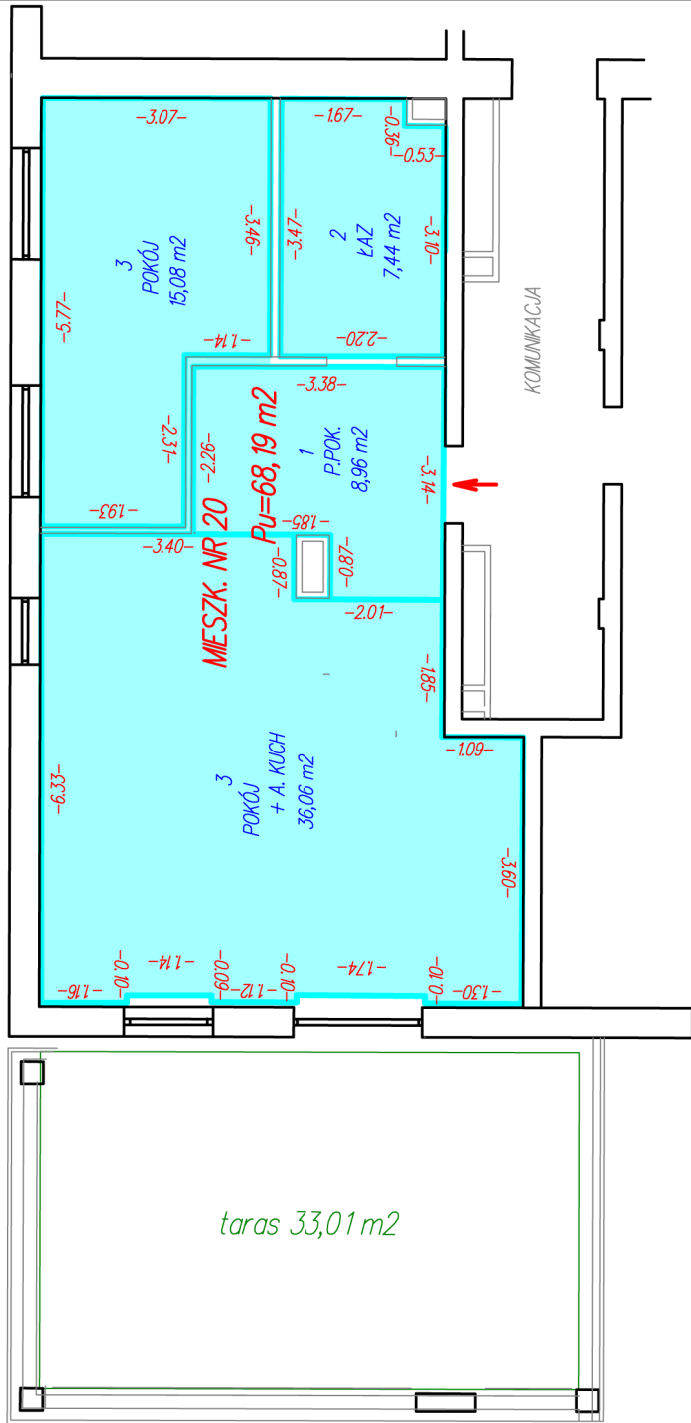 -3.07-
-1.67-
-0.36-
-0.53-
3
POKÓJ
15,08 m2
-3.46-
-3.47-
2
ŁAZ
7,44 m2
-3.10-
-5.77-
-1.14-
-2.20-
KOMUNIKACJA
-3.38-
-2.31-
-2.26-
MIESZK. NR 20
Pu=68,19 m2
1
P.POK.
8,96 m2
-3.14-
-1.93-
-1.85-
-3.40-
-0.87-
-0.87-
-2.01-
-1.85-
-1.09-
-6.33-
3
POKÓJ
+ A. KUCH
36,06 m2
-3.60-
-1.16-
-0.10-
-1.14-
-0.09-
-1.12-
-0.10-
-1.74-
-0.10-
-1.30-
taras 33,01 m2